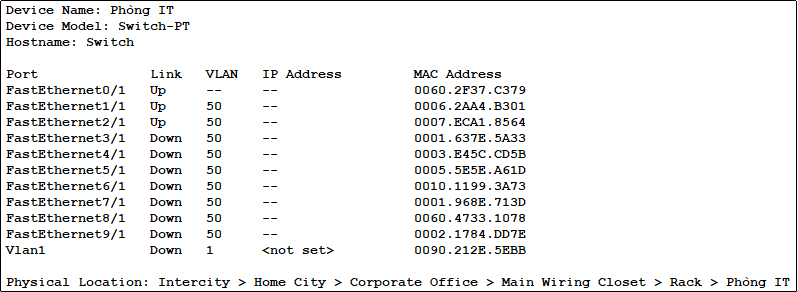 Device Name: Phòng IT
Device Model: Switch-PT
Hostname: Switch
Port Link VLAN IP Address MAC Address
FastEthernet0/1 Up -- -- 0060.2F37.C379
FastEthernet1/1 Up 50 -- 0006.2AA4.B301
FastEthernet2/1 Up 50 -- 0007.ECA1.8564
FastEthernet3/1 Down 50 -- 0001.637E.5A33
FastEthernet4/1 Down 50 -- 0003.E45C.CD5B
FastEthernet5/1 Down 50 -- 0005.5E5E.A61D
FastEthernet6/1 Down 50 -- 0010.1199.3A73
FastEthernet7/1 Down 50 -- 0001.968E.713D
FastEthernet8/1 Down 50 -- 0060.4733.1078
FastEthernet9/1 Down 50 -- 0002.1784.DD7E
Vlan1 Down 1 <not set> 0090.212E.5EBB
Physical Location: Intercity > Home City > Corporate Office > Main Wiring Closet > Rack > Phòng IT